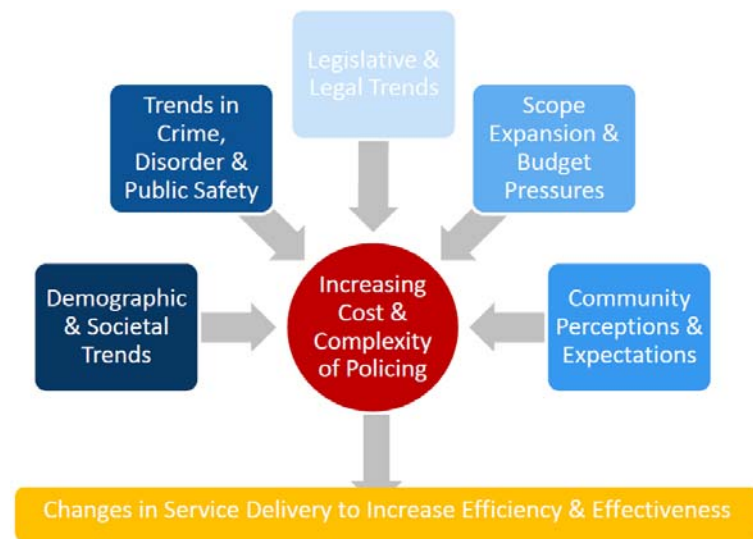 Legislative &
Legal Trends
Trends in
Crime,
Disorder &
Public Safety
Scope
Expansion &
Budget
Pressures
Demographic
& Societal
Trends
Increasing
Cost &
Complexity
of Policing
Community
Perceptions &
Expectations
Changes in Service Delivery to Increase Efficiency & Effectiveness